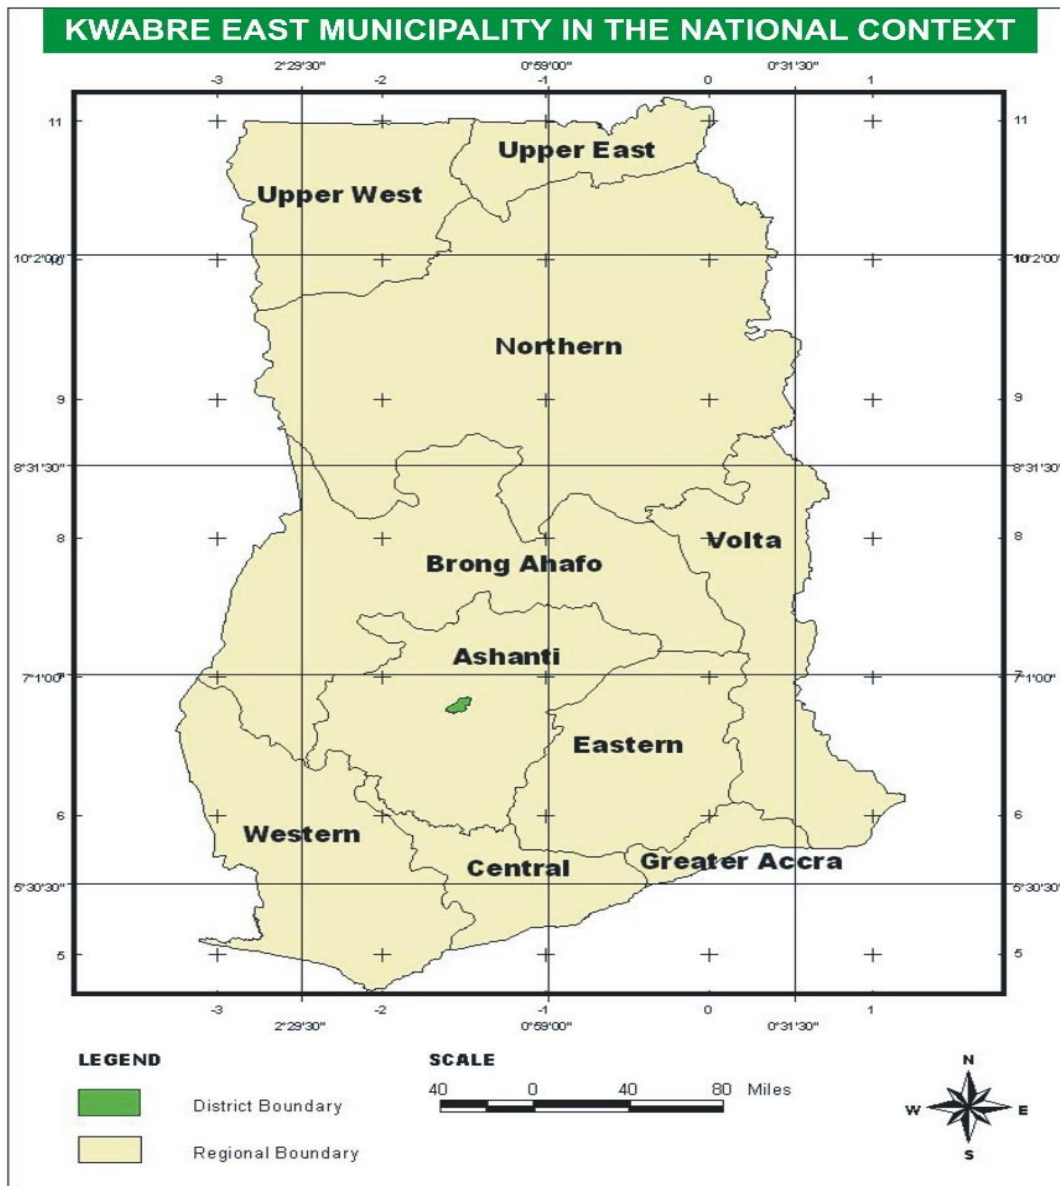 KWABRE EAST MUNICIPALITY IN THE NATIONAL CONTEXT
2°29'30" 0°59'00" 0°31'30"
-3 -2 -1 0 1
11 11
Upper East
Upper West
10°2'00" 10°2'00"
Northern
9 9
8°31'30" 8°31'30"
Volta
8 8
Brong Ahafo
Ashanti
7°1'00" 7°1'00"
Eastern
6 6
Western
Greater Accra
Central
5°30'30" 5°30'30"
5 5
-3 -2 -1 0 1
2°29'30" 0°59'00" 0°31'30"
LEGEND SCALE N
40 0 40 80 Miles
District Boundary W E
Regional Boundary S